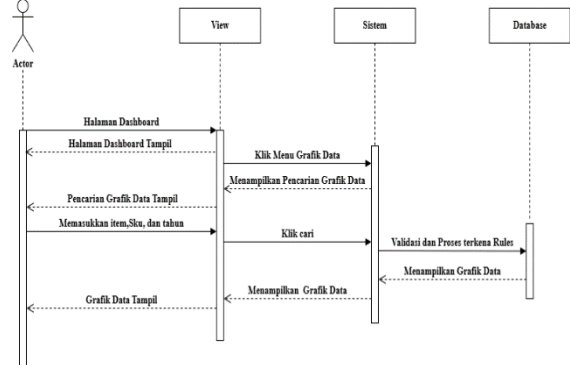 View
Sistem
Database
Actor
Halaman Dashboard
Halaman Dashboard Tampil
Klik Menu Grafik Data
Menampilkan Pencarian Grafik Data
Pencarian Grafik Data Tampil
Memasukkan item,Sku, dan tahun
Klik cari
Validasi dan Proses terkena Rules
Menampilkan Grafik Data
Menampilkan Grafik Data
Grafik Data Tampil